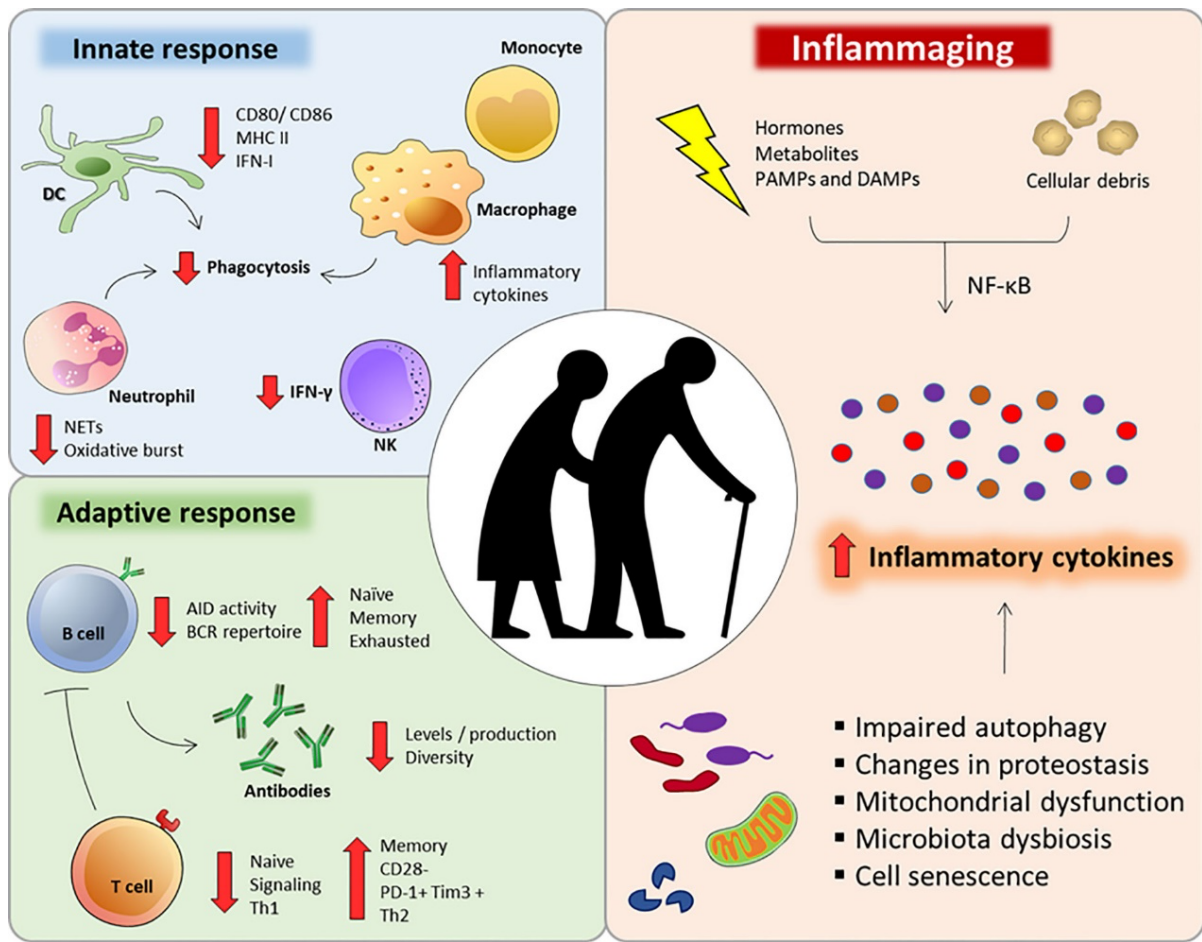 Innate response
Monocyte
CD80/ CD86
MHC II
IFN-I
DC
Macrophage
Phagocytosis
Inflammatory
cytokines
Neutrophil
IFN-γ
NK
NETs
Oxidative burst
Adaptive response
B cell
AID activity
BCR repertoire
Naïve
Memory
Exhausted
Levels / production
Diversity
Antibodies
T cell
Naive
Signaling
Th1
Memory
CD28-
PD-1+ Tim3 +
Th2
Inflammaging
Hormones
Metabolites
PAMPs and DAMPs
Cellular debris
NF-κB
Inflammatory cytokines
▪ Impaired autophagy
▪ Changes in proteostasis
▪ Mitochondrial dysfunction
▪ Microbiota dysbiosis
▪ Cell senescence